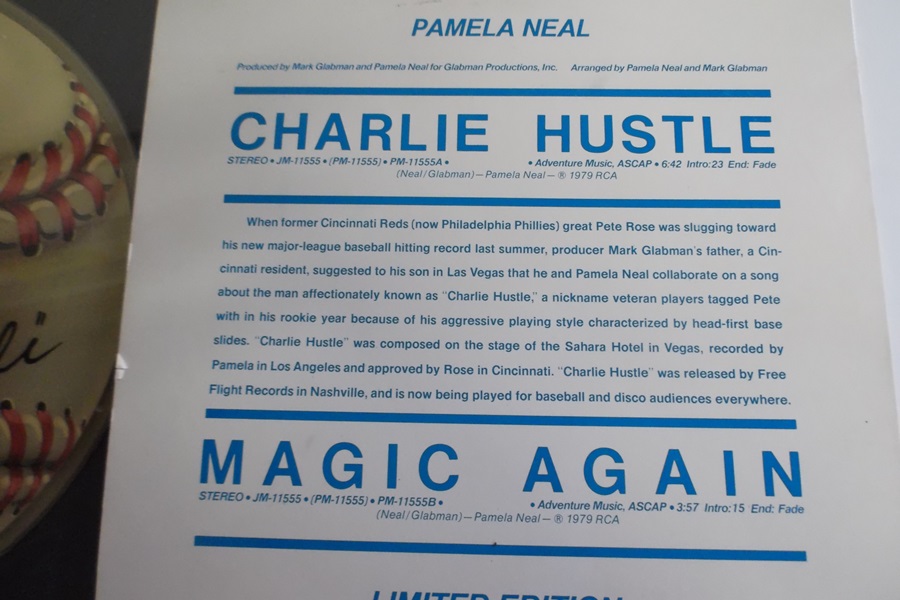 PAMELA NEAL
Produced by Mark Glabman and Pamela Neal for Glabman Productions, Inc. Arranged by Pamela Neal and Mark Glabman
CHARLIE HUSTLE
STEREO • JM-11555 • (PM-11555) • PM-11555A • • Adventure Music, ASCAP • 6:42 Intro:23 End: Fade
(Neal/Glabman)—Pamela Neal—℗ 1979 RCA
When former Cincinnati Reds (now Philadelphia Phillies) great Pete Rose was slugging toward
his new major-league baseball hitting record last summer, producer Mark Glabman's father, a Cin-
cinnati resident, suggested to his son in Las Vegas that he and Pamela Neal collaborate on a song
about the man affectionately known as "Charlie Hustle," a nickname veteran players tagged Pete
with in his rookie year because of his aggressive playing style characterized by head-first base
slides. "Charlie Hustle" was composed on the stage of the Sahara Hotel in Vegas, recorded by
Pamela in Los Angeles and approved by Rose in Cincinnati. "Charlie Hustle" was released by Free
Flight Records in Nashville, and is now being played for baseball and disco audiences everywhere.
MAGIC AGAIN
STEREO • JM-11555 • (PM-11555) • PM-11555B • • Adventure Music, ASCAP • 3:57 Intro:15 End: Fade
(Neal/Glabman)—Pamela Neal—℗ 1979 RCA
LIMITED EDITION